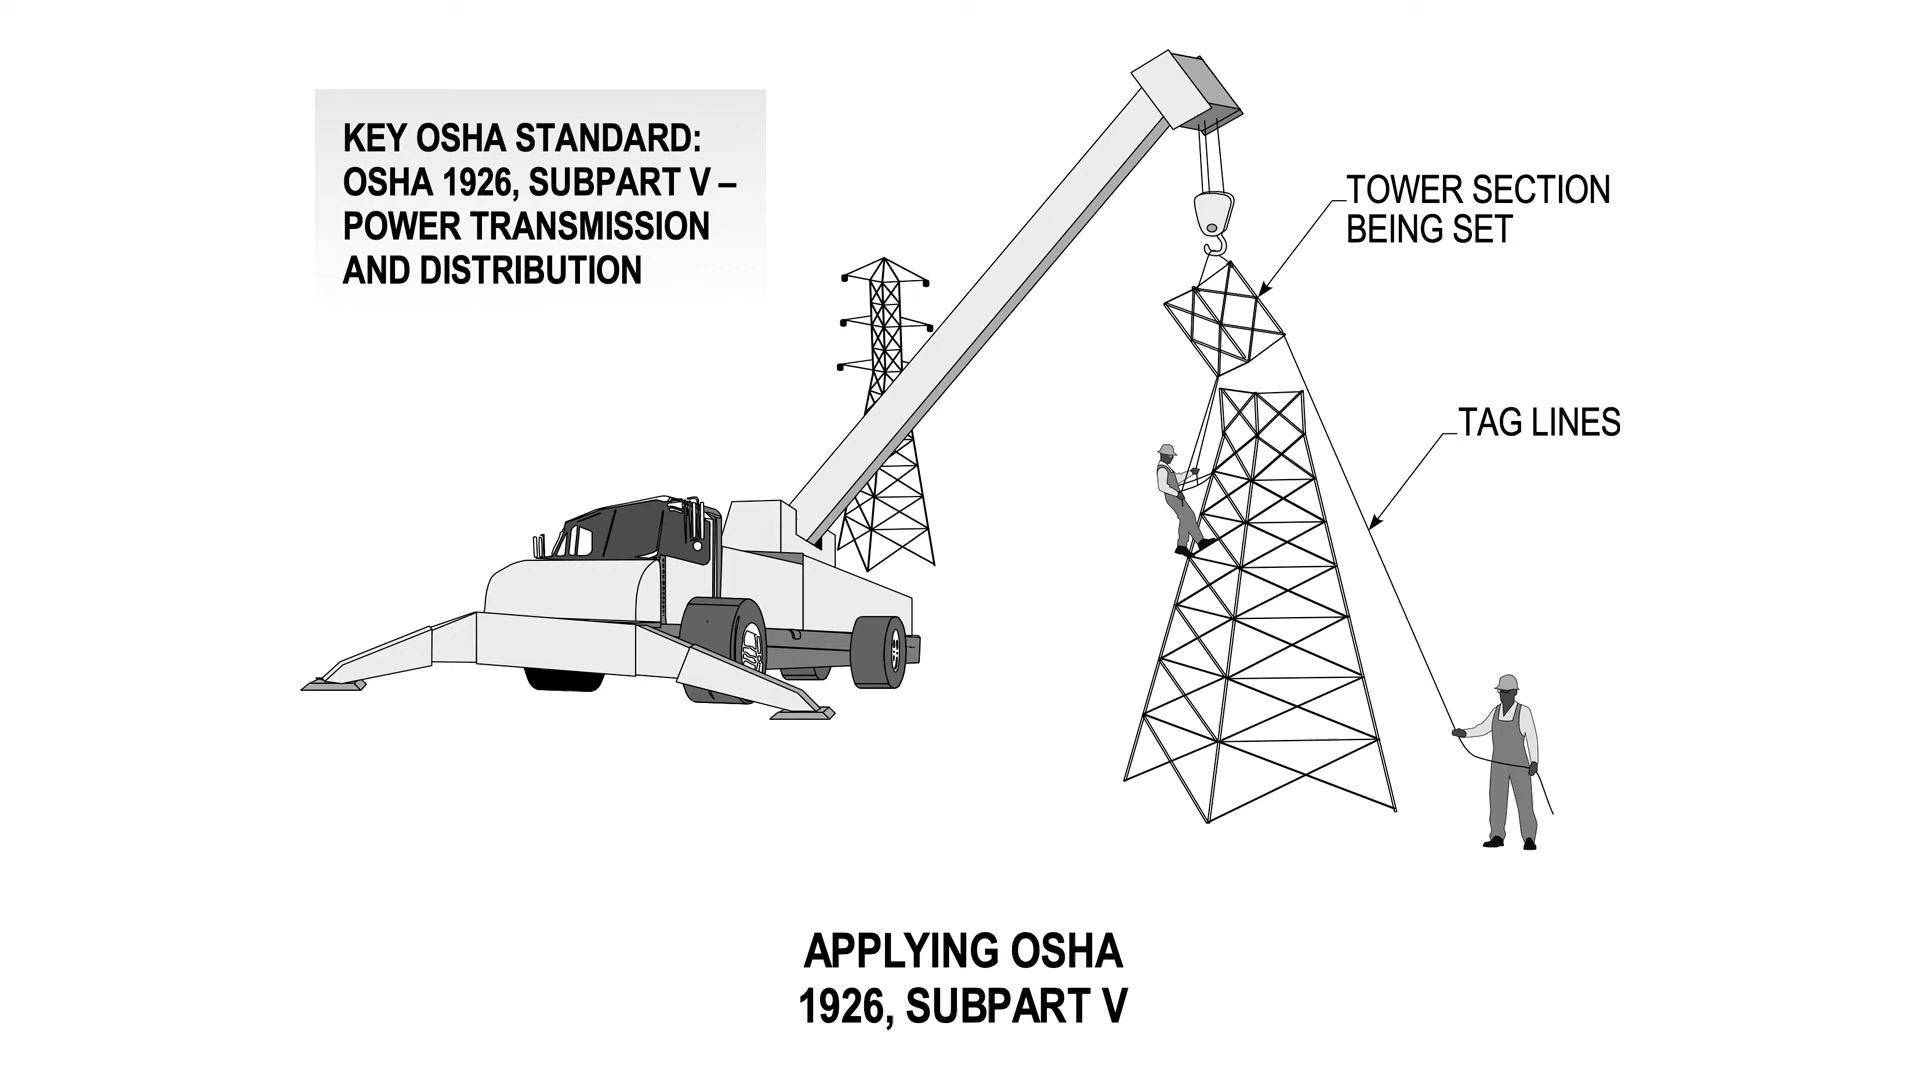 KEY OSHA STANDARD:
OSHA 1926, SUBPART V –
POWER TRANSMISSION
AND DISTRIBUTION
TOWER SECTION
BEING SET
TAG LINES
APPLYING OSHA
1926, SUBPART V